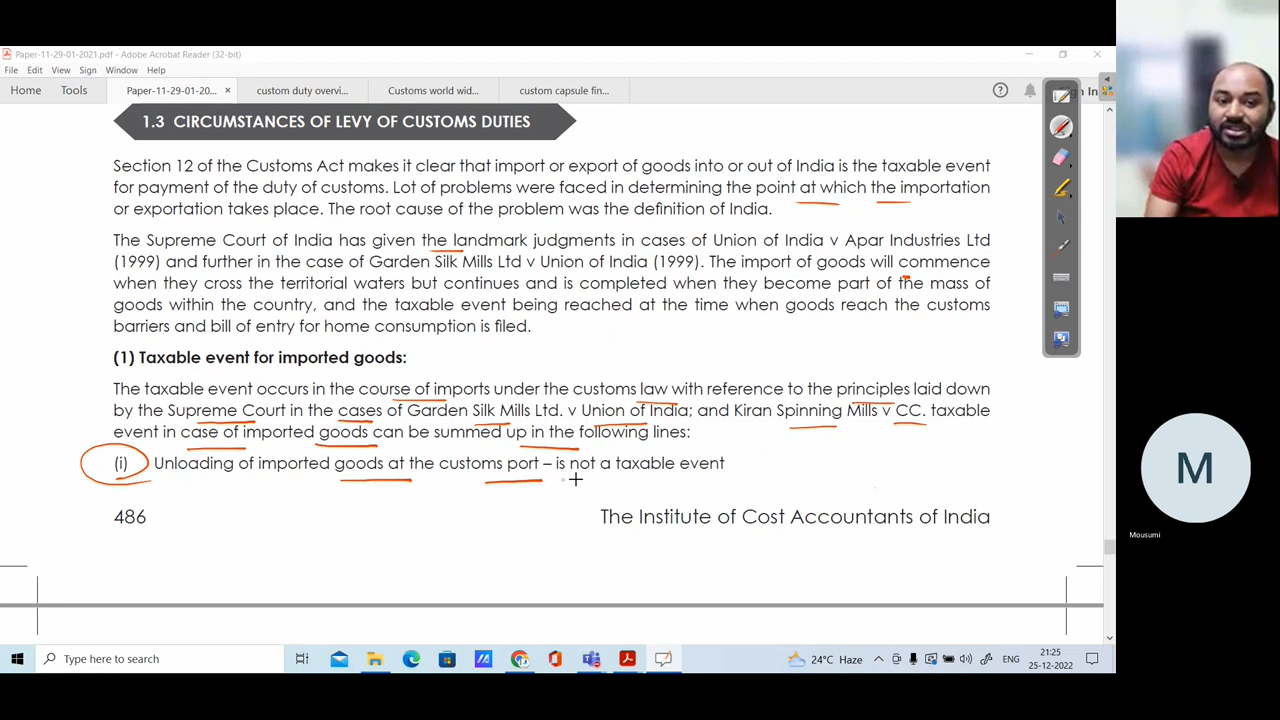 Paper-11-29-01-2021.pdf - Adobe Acrobat Reader (32-bit)
File Edit View Sign Window Help
Home Tools Paper-11-29-01-20... × custom duty overvi... Customs world wid... custom capsule fin... Sign In
1.3 CIRCUMSTANCES OF LEVY OF CUSTOMS DUTIES
Section 12 of the Customs Act makes it clear that import or export of goods into or out of India is the taxable event
for payment of the duty of customs. Lot of problems were faced in determining the point at which the importation
or exportation takes place. The root cause of the problem was the definition of India.
The Supreme Court of India has given the landmark judgments in cases of Union of India v Apar Industries Ltd
(1999) and further in the case of Garden Silk Mills Ltd v Union of India (1999). The import of goods will commence
when they cross the territorial waters but continues and is completed when they become part of the mass of
goods within the country, and the taxable event being reached at the time when goods reach the customs
barriers and bill of entry for home consumption is filed.
(1) Taxable event for imported goods:
The taxable event occurs in the course of imports under the customs law with reference to the principles laid down
by the Supreme Court in the cases of Garden Silk Mills Ltd. v Union of India; and Kiran Spinning Mills v CC. taxable
event in case of imported goods can be summed up in the following lines:
(i) Unloading of imported goods at the customs port – is not a taxable event
486 The Institute of Cost Accountants of India
M
Mousumi
Type here to search
24°C Haze
ENG
21:25
25-12-2022